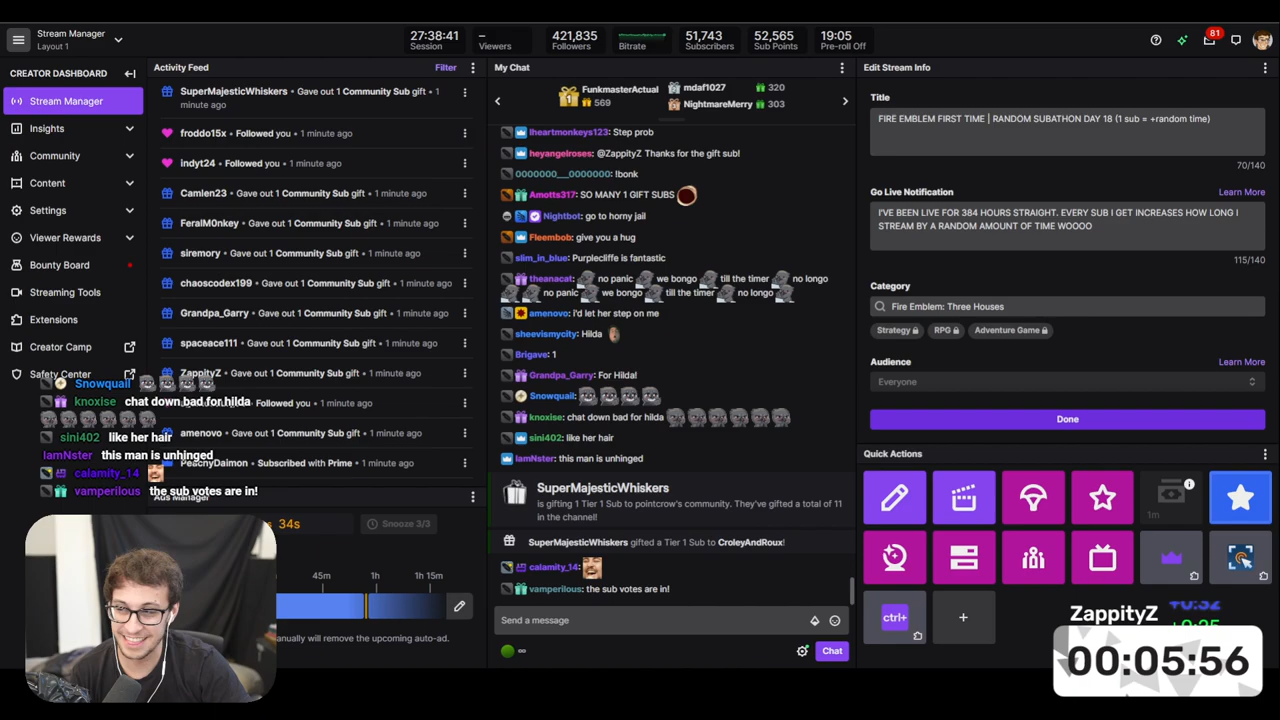 Stream Manager
Layout 1
27:38:41
Session
–
Viewers
421,835
Followers
Bitrate
51,743
Subscribers
52,565
Sub Points
19:05
Pre-roll Off
81
CREATOR DASHBOARD
Stream Manager
Insights
Community
Content
Settings
Viewer Rewards
Bounty Board
Streaming Tools
Extensions
Creator Camp
Safety Center
Activity Feed
Filter
SuperMajesticWhiskers • Gave out 1 Community Sub gift • 1
minute ago
froddo15x • Followed you • 1 minute ago
indyt24 • Followed you • 1 minute ago
Camlen23 • Gave out 1 Community Sub gift • 1 minute ago
FeralM0nkey • Gave out 1 Community Sub gift • 1 minute ago
siremory • Gave out 1 Community Sub gift • 1 minute ago
chaoscodex199 • Gave out 1 Community Sub gift • 1 minute ago
Grandpa_Garry • Gave out 1 Community Sub gift • 1 minute ago
spaceace111 • Gave out 1 Community Sub gift • 1 minute ago
ZappityZ • Gave out 1 Community Sub gift • 1 minute ago
Followed you • 1 minute ago
amenovo • Gave out 1 Community Sub gift • 1 minute ago
PeachyDaimon • Subscribed with Prime • 1 minute ago
Snowquail
knoxise chat down bad for hilda
sini402 like her hair
IamNster this man is unhinged
calamity_14
vamperilous the sub votes are in!
Ads Manager
34s
Snooze 3/3
45m
1h
1h 15m
anually will remove the upcoming auto-ad.
My Chat
1
FunkmasterActual
569
mdaf1027 320
NightmareMerry 303
Iheartmonkeys123: Step prob
heyangelroses: @ZappityZ Thanks for the gift sub!
0000000__0000000: !bonk
Amotts317: SO MANY 1 GIFT SUBS
Nightbot: go to horny jail
Fleembob: give you a hug
slim_in_blue: Purplecliffe is fantastic
theanacat: no panic we bongo till the timer no longo
no panic we bongo till the timer no longo
amenovo: i'd let her step on me
sheevismycity: Hilda
Brigave: 1
Grandpa_Garry: For Hilda!
Snowquail:
knoxise: chat down bad for hilda
sini402: like her hair
IamNster: this man is unhinged
SuperMajesticWhiskers
is gifting 1 Tier 1 Sub to pointcrow's community. They've gifted a total of 11
in the channel!
SuperMajesticWhiskers gifted a Tier 1 Sub to CroleyAndRoux!
calamity_14:
vamperilous: the sub votes are in!
Send a message
∞
Chat
Edit Stream Info
Title
FIRE EMBLEM FIRST TIME | RANDOM SUBATHON DAY 18 (1 sub = +random time)
70/140
Go Live Notification
Learn More
I'VE BEEN LIVE FOR 384 HOURS STRAIGHT. EVERY SUB I GET INCREASES HOW LONG I
STREAM BY A RANDOM AMOUNT OF TIME WOOOO
115/140
Category
Fire Emblem: Three Houses
Strategy
RPG
Adventure Game
Audience
Learn More
Everyone
Done
Quick Actions
1m
ctrl+
+
ZappityZ
00:05:56